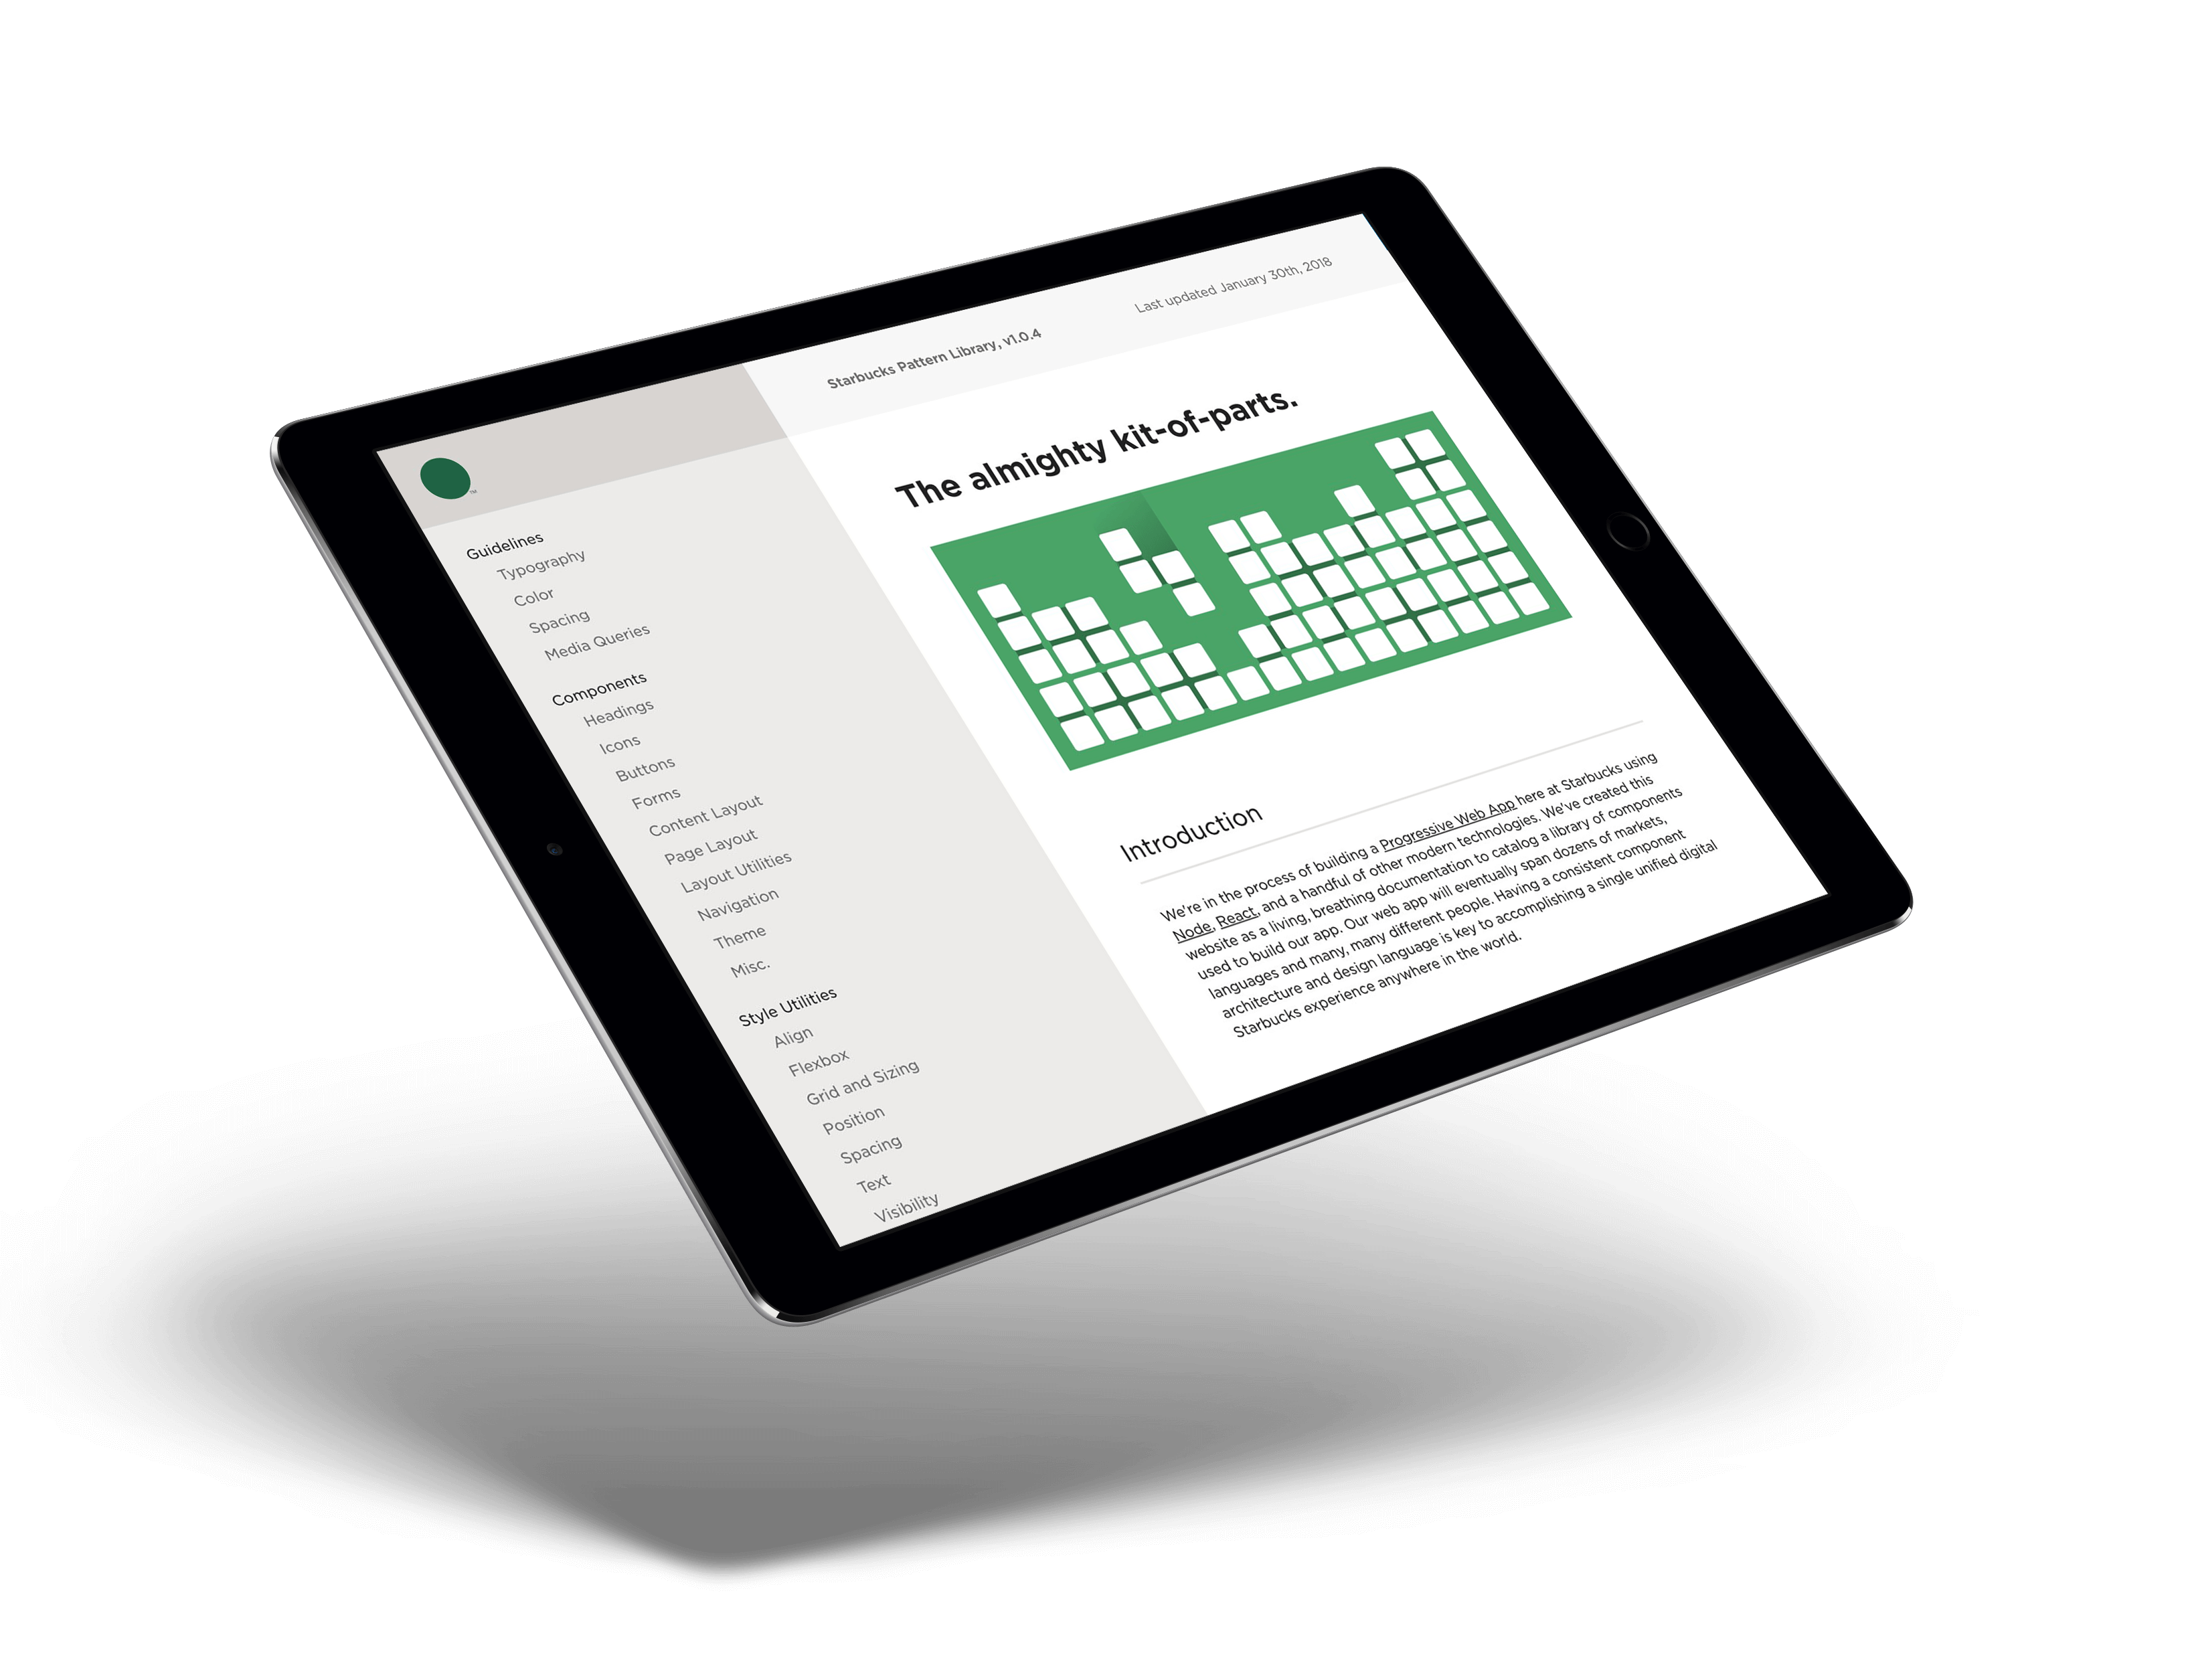 Starbucks Pattern Library, v1.0.4
Last updated January 30th, 2018
TM
Guidelines
Typography
Color
Spacing
Media Queries
Components
Headings
Icons
Buttons
Forms
Content Layout
Page Layout
Layout Utilities
Navigation
Theme
Misc.
Style Utilities
Align
Flexbox
Grid and Sizing
Position
Spacing
Text
Visibility
The almighty kit-of-parts.
Introduction
We're in the process of building a Progressive Web App here at Starbucks using
Node, React, and a handful of other modern technologies. We've created this
website as a living, breathing documentation to catalog a library of components
used to build our app. Our web app will eventually span dozens of markets,
languages and many, many different people. Having a consistent component
architecture and design language is key to accomplishing a single unified digital
Starbucks experience anywhere in the world.